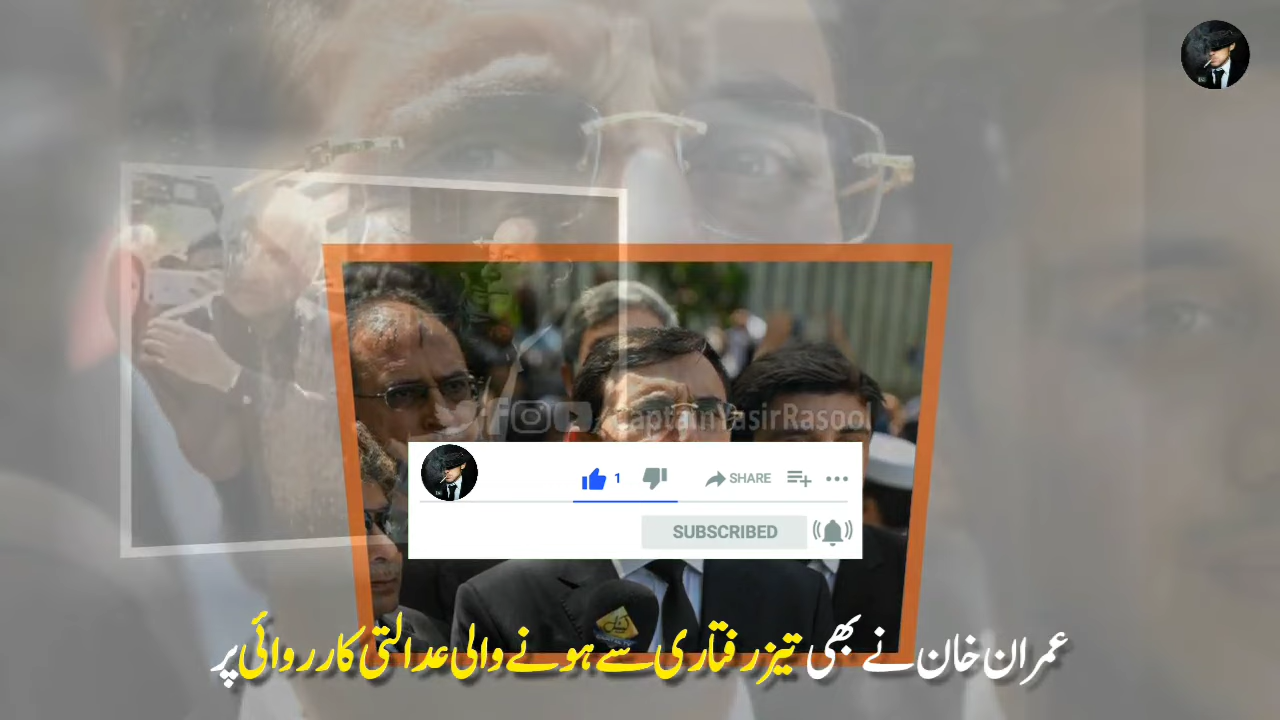 CaptainYasirRasool
1
SHARE
SUBSCRIBED
عمران خان نے بھی تیز رفتاری سے ہونے والی عدالتی کارروائی پر